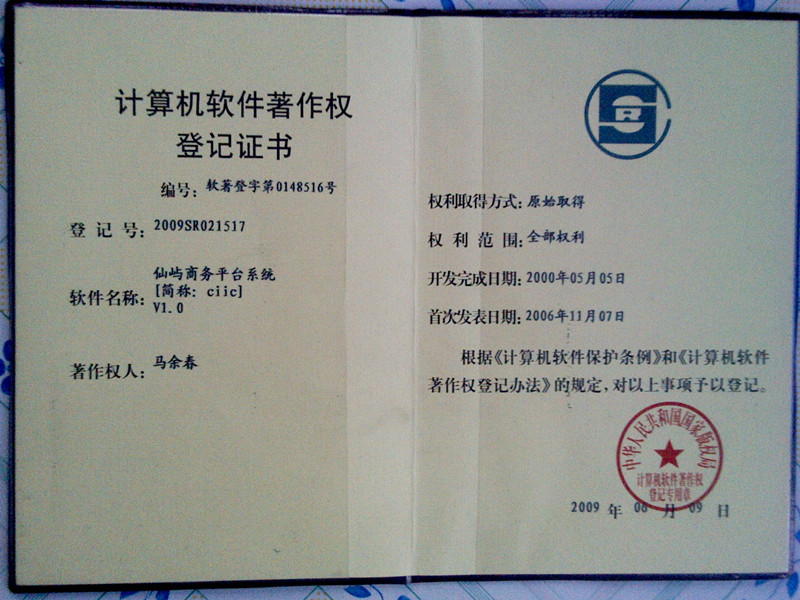 计算机软件著作权
登记证书
编号：软著登字第0148516号
登记号：2009SR021517
软件名称：仙屿商务平台系统
[简称：ciic]
V1.0
著作权人：马余春
SR
权利取得方式：原始取得
权利范围：全部权利
开发完成日期：2000年05月05日
首次发表日期：2006年11月07日
根据《计算机软件保护条例》和《计算机软件
著作权登记办法》的规定，对以上事项予以登记。
中华人民共和国国家版权局
计算机软件著作权
登记专用章
2009 年 06 月 09 日